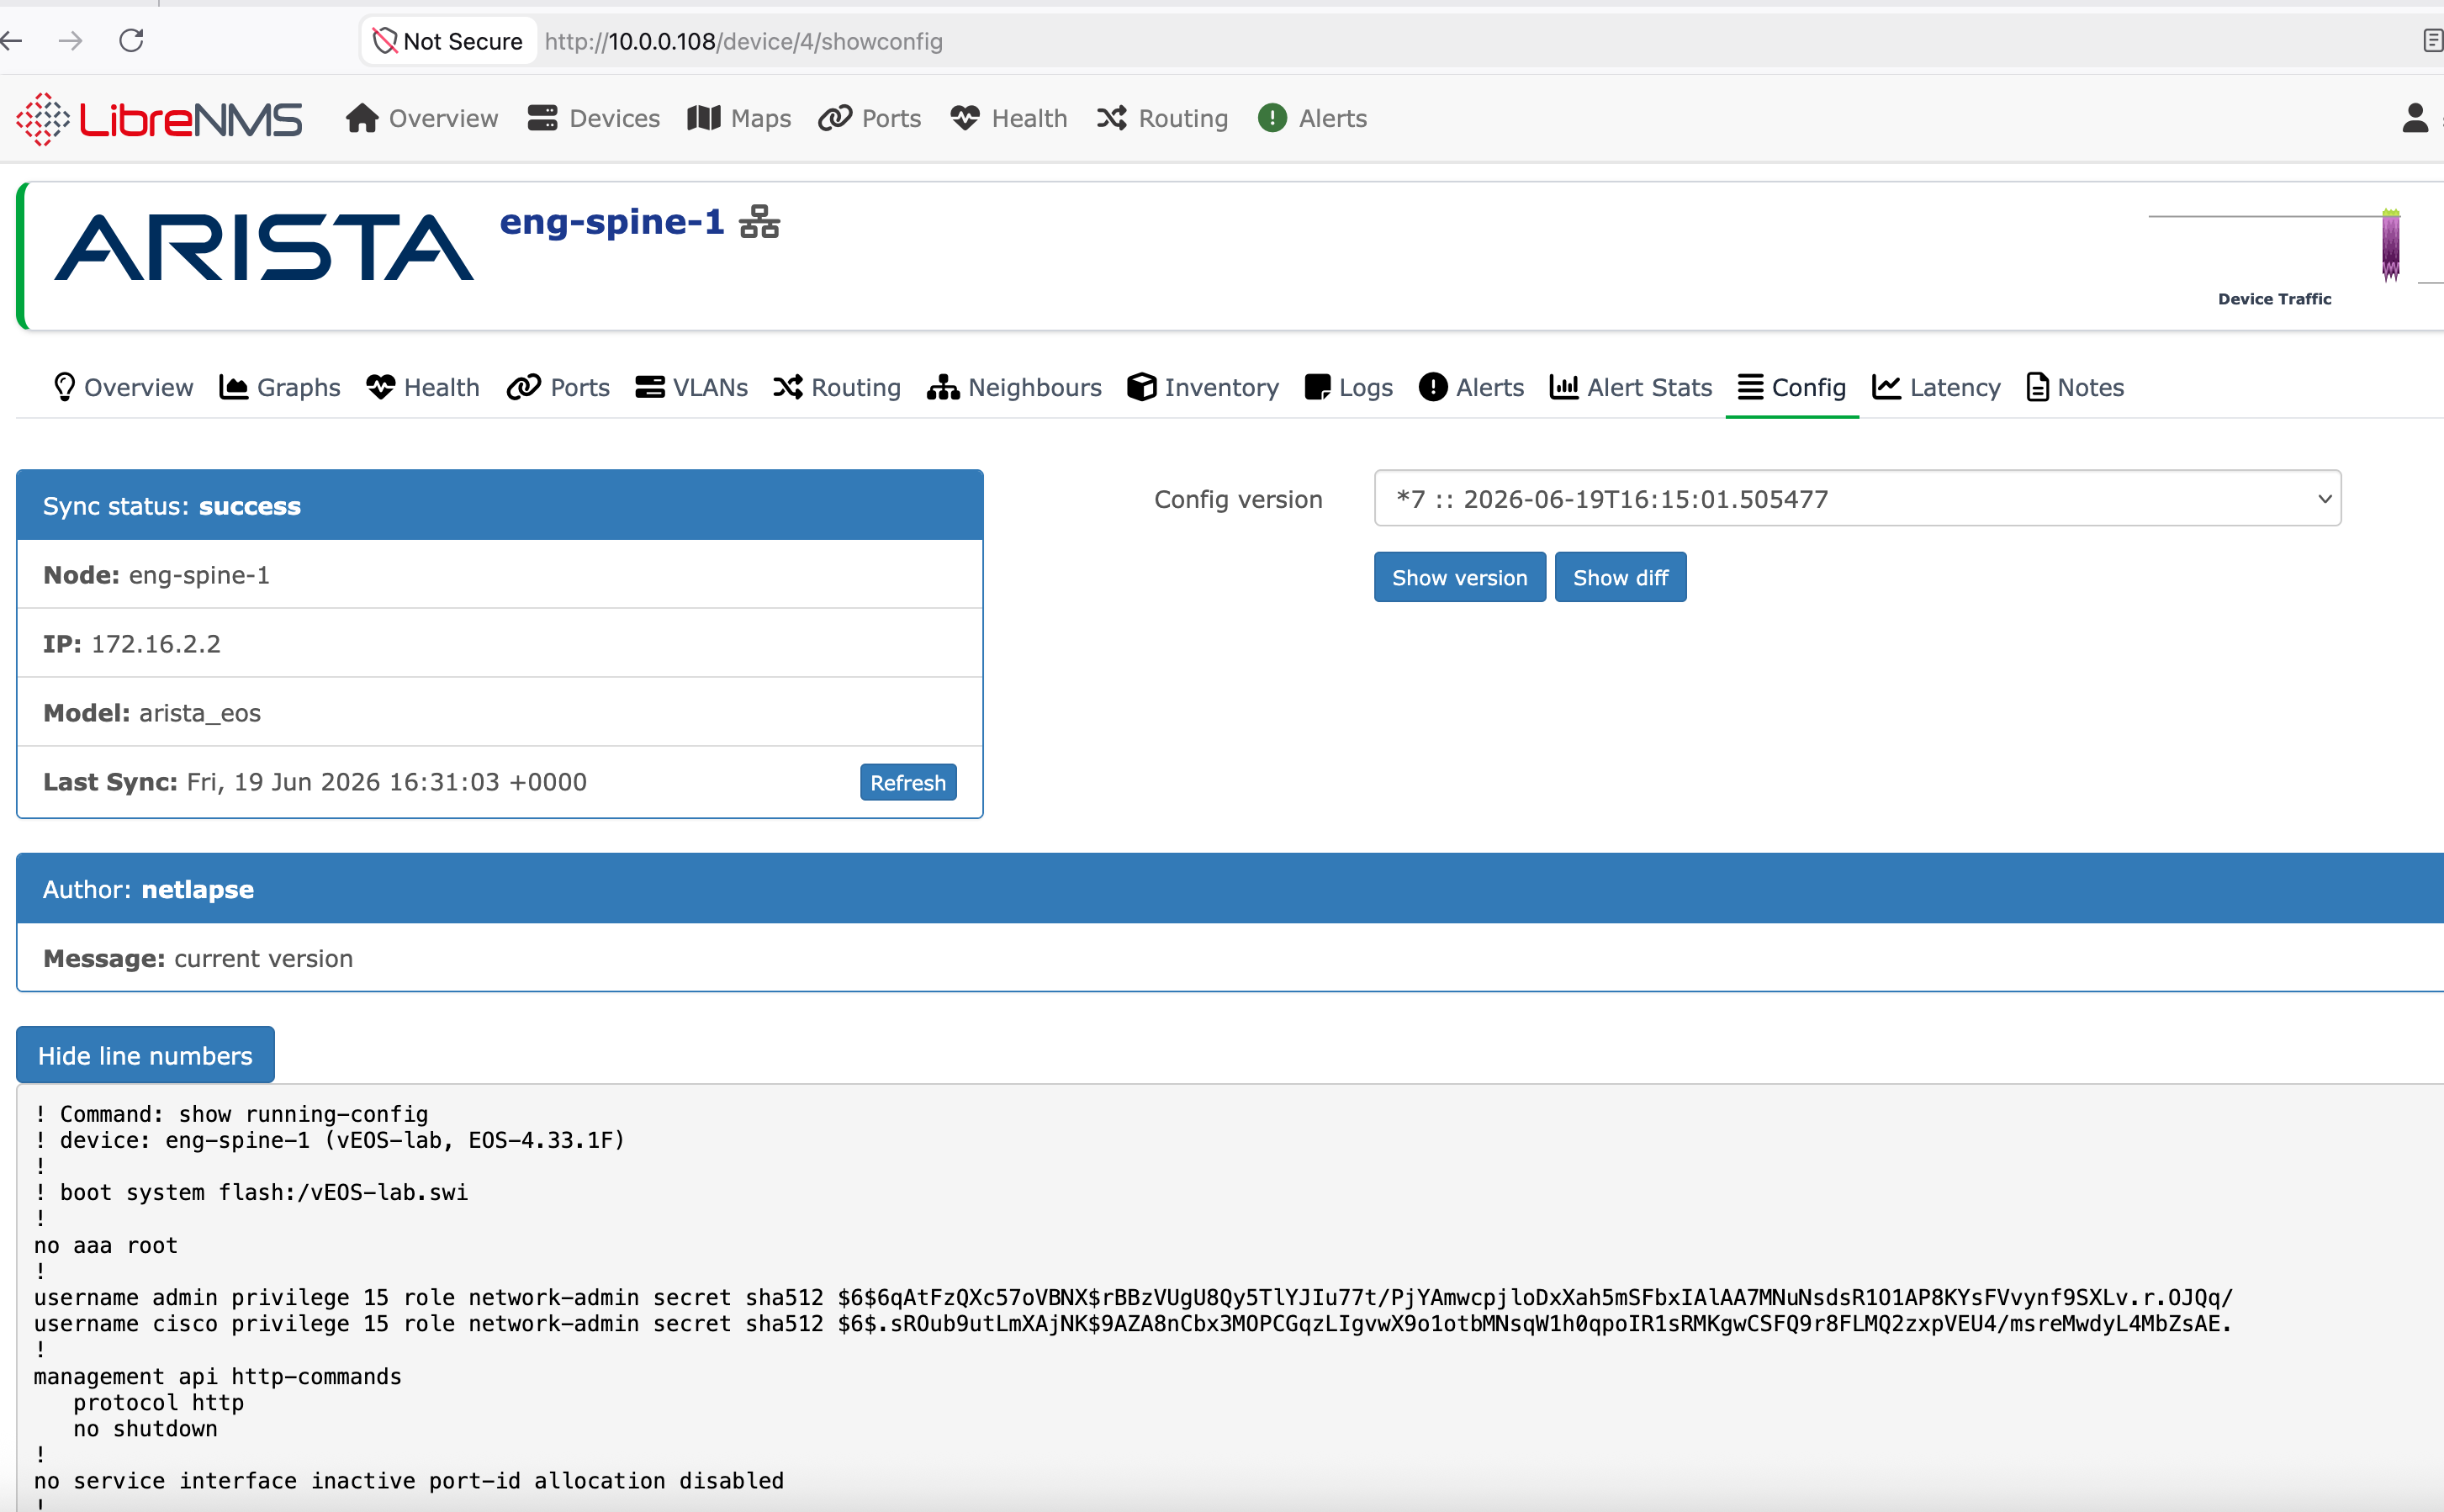 Not Secure http://10.0.0.108/device/4/showconfig
LibreNMS Overview Devices Maps Ports Health Routing Alerts
ARISTA eng-spine-1
Device Traffic
Overview Graphs Health Ports VLANs Routing Neighbours Inventory Logs Alerts Alert Stats Config Latency Notes
Sync status: success
Node: eng-spine-1
IP: 172.16.2.2
Model: arista_eos
Last Sync: Fri, 19 Jun 2026 16:31:03 +0000 Refresh
Config version *7 :: 2026-06-19T16:15:01.505477
Show version Show diff
Author: netlapse
Message: current version
Hide line numbers
! Command: show running-config
! device: eng-spine-1 (vEOS-lab, EOS-4.33.1F)
!
! boot system flash:/vEOS-lab.swi
!
no aaa root
!
username admin privilege 15 role network-admin secret sha512 $6$6qAtFzQXc57oVBNX$rBBzVUgU8Qy5TlYJIu77t/PjYAmwcpjloDxXah5mSFbxIAlAA7MNuNsdsR1O1AP8KYsFVvynf9SXLv.r.OJQq/
username cisco privilege 15 role network-admin secret sha512 $6$.sROub9utLmXAjNK$9AZA8nCbx3MOPCGqzLIgvwX9o1otbMNsqW1h0qpoIR1sRMKgwCSFQ9r8FLMQ2zxpVEU4/msreMwdyL4MbZsAE.
!
management api http-commands
   protocol http
   no shutdown
!
no service interface inactive port-id allocation disabled
!